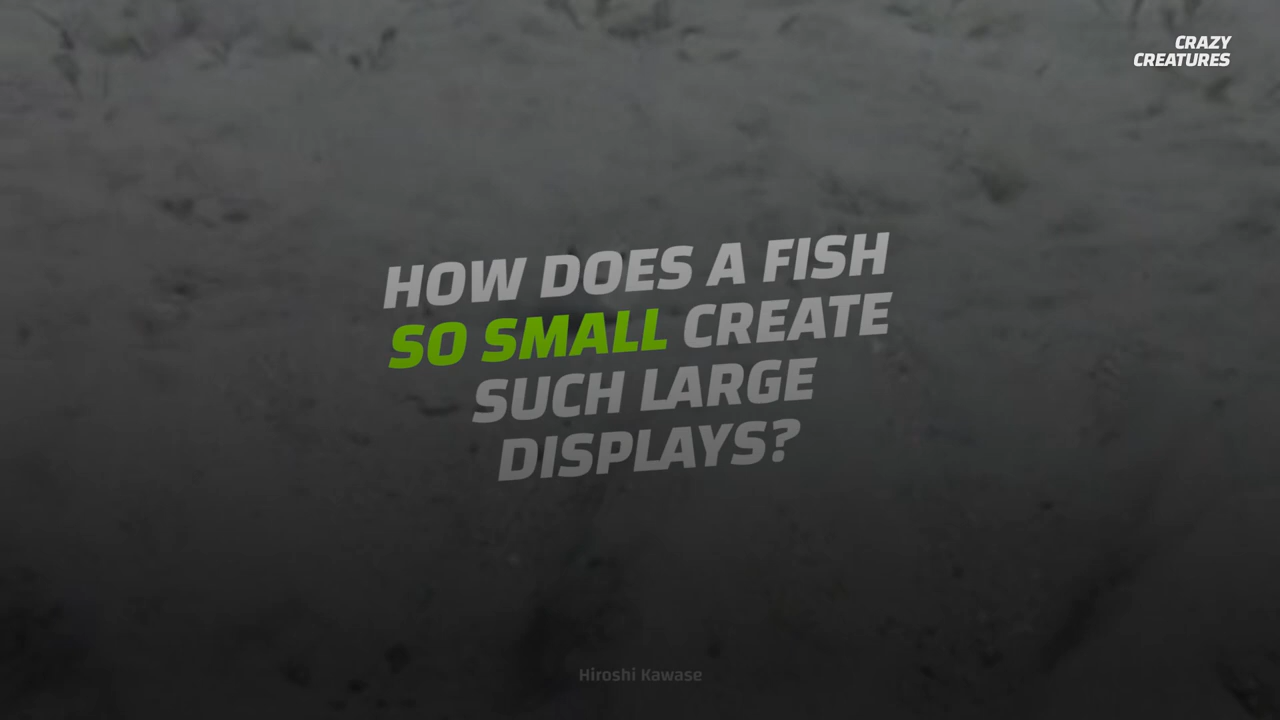 CRAZY
CREATURES
HOW DOES A FISH
SO SMALL CREATE
SUCH LARGE
DISPLAYS?
Hiroshi Kawase